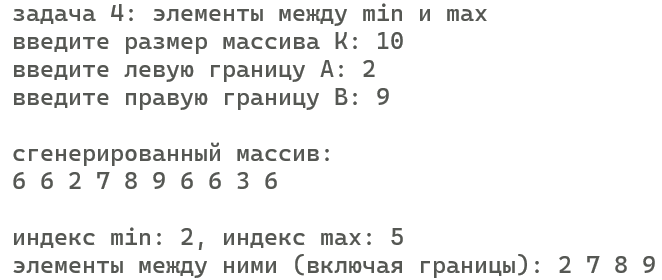 задача 4: элементы между min и max
введите размер массива K: 10
введите левую границу A: 2
введите правую границу B: 9
сгенерированный массив:
6 6 2 7 8 9 6 6 3 6
индекс min: 2, индекс max: 5
элементы между ними (включая границы): 2 7 8 9